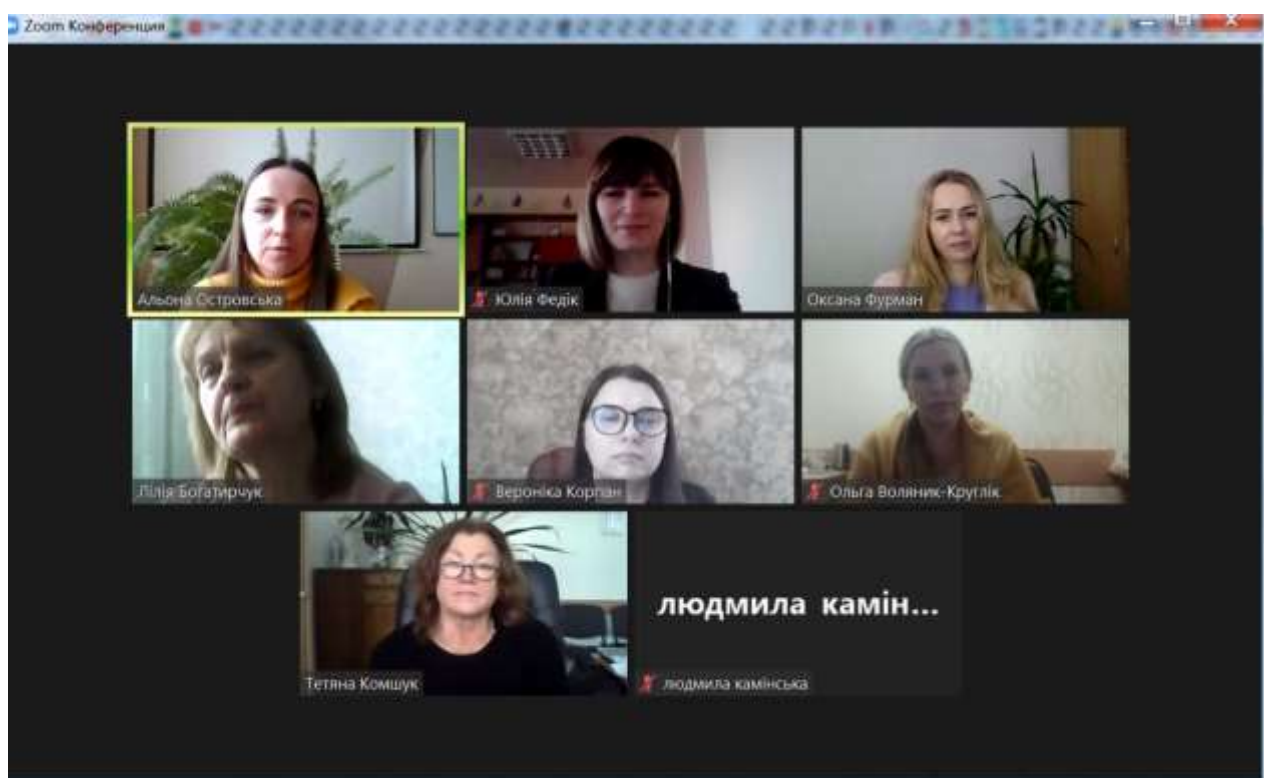 Zoom Конференция
Альона Островська
Юлія Федік
Оксана Фурман
Лілія Богатирчук
Вероніка Корпан
Ольга Воляник-Круглік
Тетяна Комшук
людмила камін...
людмила камінська